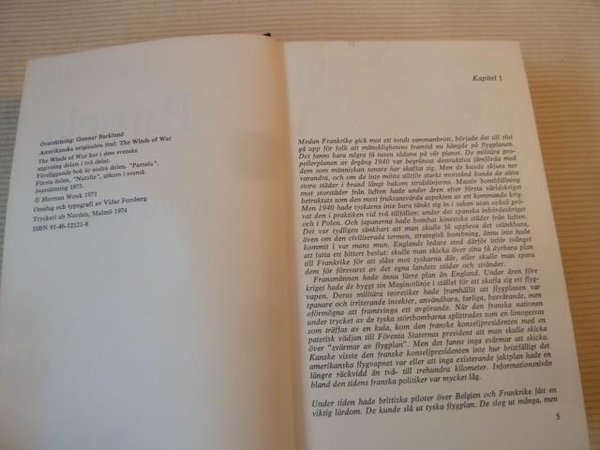 Översättning: Gunnar Barklund
Amerikanska originalets titel: The Winds of War
The Winds of War har i den svenska
utgåvning delats i två delar.
Föreliggande bok är andra delen, "Pamela".
Första delen, "Natalie", utkom i svensk
översättning 1973.
© Herman Wouk 1971
Omslag och typografi av Vidar Forsberg
Tryckeri ab Norden, Malmö 1974
ISBN 91-46-12121-8
Kapitel 1
Medan Frankrike gick mot ett totalt sammanbrott, började det till slut
gå upp för folk att mänsklighetens framtid nu hängde på flygplanen.
Det fanns bara några få tusen sådana på vår planet. De militära pro-
pellerplanen av årgång 1940 var begränsat destruktiva jämförda med
dem som människan senare har skaffat sig. Men de kunde skjuta ner
varandra, och om de inte mötte alltför starkt motstånd kunde de sätta
stora städer i brand långt bakom stridslinjerna. Massiv bombfällning
mot storstäder från luften hade under åren efter första världskriget
betraktats som den mest fruktansvärda aspekten av ett kommande krig.
Men 1940 hade tyskarna inte bara tänkt sig in i saken utan också prö-
vat den i praktiken vid två tillfällen: under det spanska inbördeskriget
och i Polen. Och japanerna hade bombat kinesiska städer från luften.
Det var tydligen tänkbart att man skulle få uppleva det otänkbara,
även om den civiliserade termen, strategisk bombning, ännu inte hade
kommit i var mans mun. Englands ledare stod därför inför tvånget
att fatta ett bittert beslut: skulle man skicka över sina få dyrbara plan
till Frankrike för att slåss mot tyskarna där, eller skulle man spara
dem för försvaret av det egna landets städer och stränder.
Fransmännen hade ännu färre plan än England. Under åren före
kriget hade de byggt sin Maginotlinje i stället för att skaffa sig ett flyg-
vapen. Deras militära teoretiker hade framhållit att flygplanen var
spanare och irriterande insekter, användbara, farliga, besvärande, men
oförmögna att framtvinga ett avgörande. När den franska nationen
under trycket av de tyska störtbombarna splittrades som en limogesvas
som träffas av en kula, kom den franske konseljpresidenten med en
patetisk vädjan till Förenta Staternas president att man skulle skicka
över "svärmar av flygplan". Men det fanns inga svärmar att skicka.
Kanske visste den franske konseljpresidenten inte hur bristfälligt det
amerikanska flygvapnet var eller att inga existerande jaktplan hade en
längre räckvidd än två- till trehundra kilometer. Informationsnivån
bland den tidens franska politiker var mycket låg.
Under tiden hade brittiska piloter över Belgien och Frankrike fått en
viktig lärdom. De kunde slå ut tyska flygplan. De slog ut många, men
5